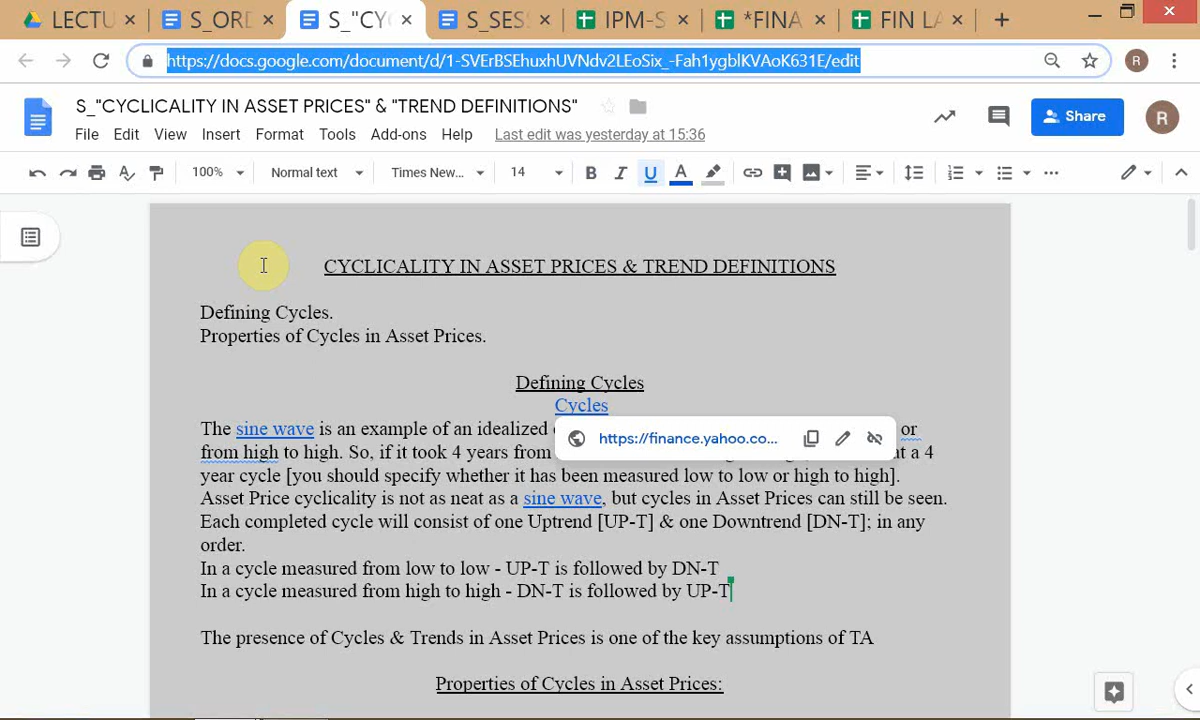 LECTU S_ORD S_"CYC S_SES IPM-S *FINA FIN LA
https://docs.google.com/document/d/1-SVErBSEhuxhUVNdv2LEoSix_-Fah1ygblKVAoK631E/edit R
S_"CYCLICALITY IN ASSET PRICES" & "TREND DEFINITIONS"
File Edit View Insert Format Tools Add-ons Help Last edit was yesterday at 15:36 Share R
100% Normal text Times New... 14 B I U A
CYCLICALITY IN ASSET PRICES & TREND DEFINITIONS
Defining Cycles.
Properties of Cycles in Asset Prices.
Defining Cycles
Cycles
The sine wave is an example of an idealized or
https://finance.yahoo.co...
from high to high. So, if it took 4 years from at a 4
year cycle [you should specify whether it has been measured low to low or high to high].
Asset Price cyclicality is not as neat as a sine wave, but cycles in Asset Prices can still be seen.
Each completed cycle will consist of one Uptrend [UP-T] & one Downtrend [DN-T]; in any
order.
In a cycle measured from low to low - UP-T is followed by DN-T
In a cycle measured from high to high - DN-T is followed by UP-T
The presence of Cycles & Trends in Asset Prices is one of the key assumptions of TA
Properties of Cycles in Asset Prices: